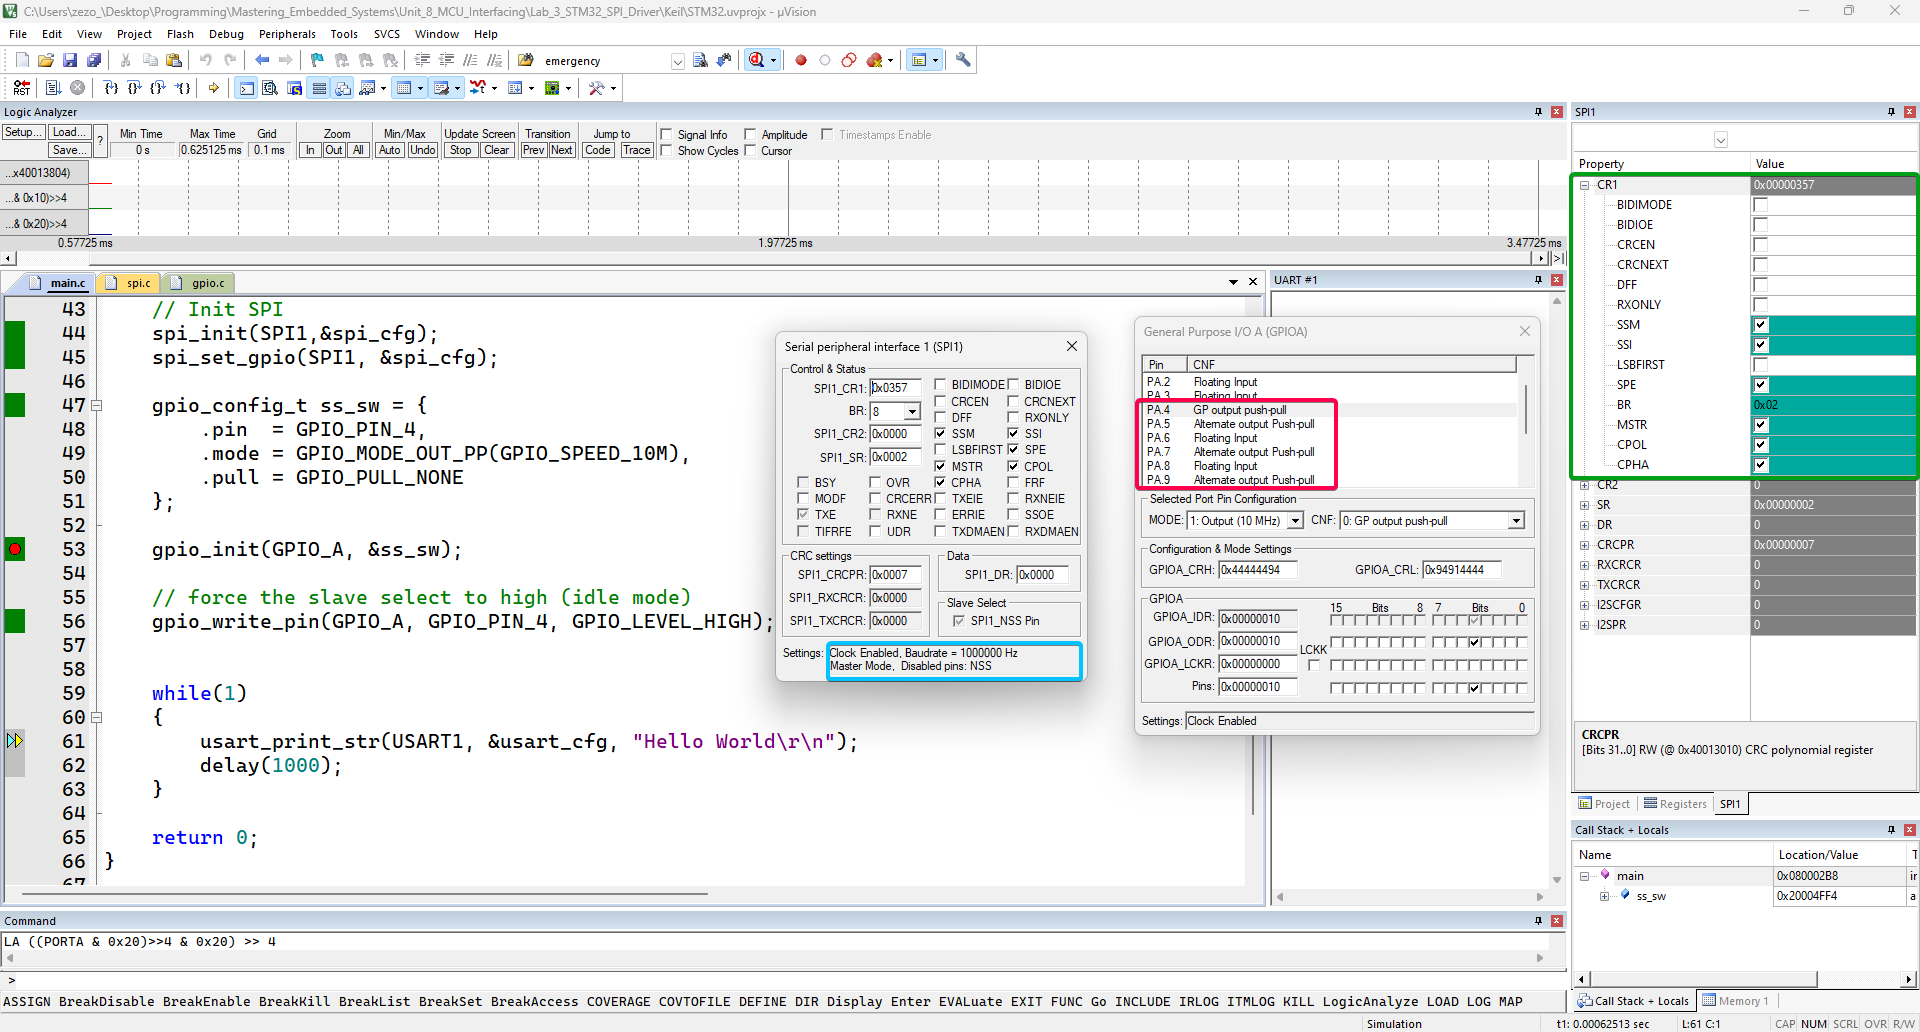 C:\Users\zezo_\Desktop\Programming\Mastering_Embedded_Systems\Unit_8_MCU_Interfacing\Lab_3_STM32_SPI_Driver\Keil\STM32.uvprojx - µVision
File Edit View Project Flash Debug Peripherals Tools SVCS Window Help
emergency
RST
Logic Analyzer
Setup... Load... Save... ?
Min Time Max Time Grid Zoom Min/Max Update Screen Transition Jump to Signal Info Amplitude Timestamps Enable
0 s 0.625125 ms 0.1 ms In Out All Auto Undo Stop Clear Prev Next Code Trace Show Cycles Cursor
...x40013804)
...& 0x10)>>4
...& 0x20)>>4
0.57725 ms 1.97725 ms 3.47725 ms
main.c spi.c gpio.c
43 // Init SPI
44 spi_init(SPI1,&spi_cfg);
45 spi_set_gpio(SPI1, &spi_cfg);
46
47 gpio_config_t ss_sw = {
48 .pin = GPIO_PIN_4,
49 .mode = GPIO_MODE_OUT_PP(GPIO_SPEED_10M),
50 .pull = GPIO_PULL_NONE
51 };
52
53 gpio_init(GPIO_A, &ss_sw);
54
55 // force the slave select to high (idle mode)
56 gpio_write_pin(GPIO_A, GPIO_PIN_4, GPIO_LEVEL_HIGH);
57
58
59 while(1)
60 {
61 usart_print_str(USART1, &usart_cfg, "Hello World\r\n");
62 delay(1000);
63 }
64
65 return 0;
66 }
67
Serial peripheral interface 1 (SPI1)
Control & Status
SPI1_CR1: 0x0357 BIDIMODE BIDIOE
CRCEN CRCNEXT
BR: 8 DFF RXONLY
SPI1_CR2: 0x0000 SSM SSI
LSBFIRST SPE
SPI1_SR: 0x0002 MSTR CPOL
BSY OVR CPHA FRF
MODF CRCERR TXEIE RXNEIE
TXE RXNE ERRIE SSOE
TIFRFE UDR TXDMAEN RXDMAEN
CRC settings
SPI1_CRCPR: 0x0007
SPI1_RXCRCR: 0x0000
SPI1_TXCRCR: 0x0000
Data
SPI1_DR: 0x0000
Slave Select
SPI1_NSS Pin
Settings: Clock Enabled, Baudrate = 1000000 Hz
Master Mode, Disabled pins: NSS
UART #1
General Purpose I/O A (GPIOA)
Pin CNF
PA.2 Floating Input
PA.3 Floating Input
PA.4 GP output push-pull
PA.5 Alternate output Push-pull
PA.6 Floating Input
PA.7 Alternate output Push-pull
PA.8 Floating Input
PA.9 Alternate output Push-pull
Selected Port Pin Configuration
MODE: 1: Output (10 MHz) CNF: 0: GP output push-pull
Configuration & Mode Settings
GPIOA_CRH: 0x44444494 GPIOA_CRL: 0x94914444
GPIOA
15 Bits 8 7 Bits 0
GPIOA_IDR: 0x00000010
GPIOA_ODR: 0x00000010
LCKK
GPIOA_LCKR: 0x00000000
Pins: 0x00000010
Settings: Clock Enabled
SPI1
Property Value
CR1 0x00000357
BIDIMODE
BIDIOE
CRCEN
CRCNEXT
DFF
RXONLY
SSM
SSI
LSBFIRST
SPE
BR 0x02
MSTR
CPOL
CPHA
CR2 0
SR 0x00000002
DR 0
CRCPR 0x00000007
RXCRCR 0
TXCRCR 0
I2SCFGR 0
I2SPR 0
CRCPR
[Bits 31..0] RW (@ 0x40013010) CRC polynomial register
Project Registers SPI1
Call Stack + Locals
Name Location/Value T
main 0x080002B8 ir
ss_sw 0x20004FF4 a
Call Stack + Locals Memory 1
Command
LA ((PORTA & 0x20)>>4 & 0x20) >> 4
>
ASSIGN BreakDisable BreakEnable BreakKill BreakList BreakSet BreakAccess COVERAGE COVTOFILE DEFINE DIR Display Enter EVALuate EXIT FUNC Go INCLUDE IRLOG ITMLOG KILL LogicAnalyze LOAD LOG MAP
Simulation t1: 0.00062513 sec L:61 C:1 CAP NUM SCRL OVR R/W